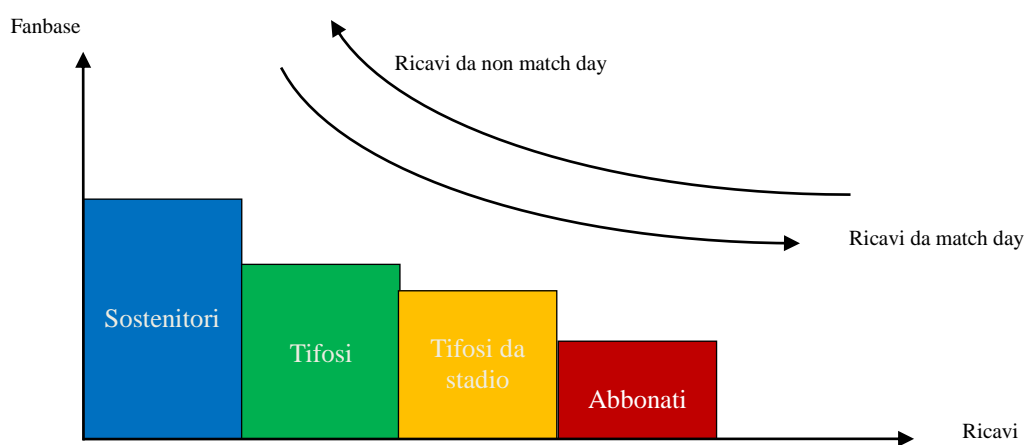 Fanbase
Ricavi da non match day
Ricavi da match day
Sostenitori
Tifosi
Tifosi da
stadio
Abbonati
Ricavi